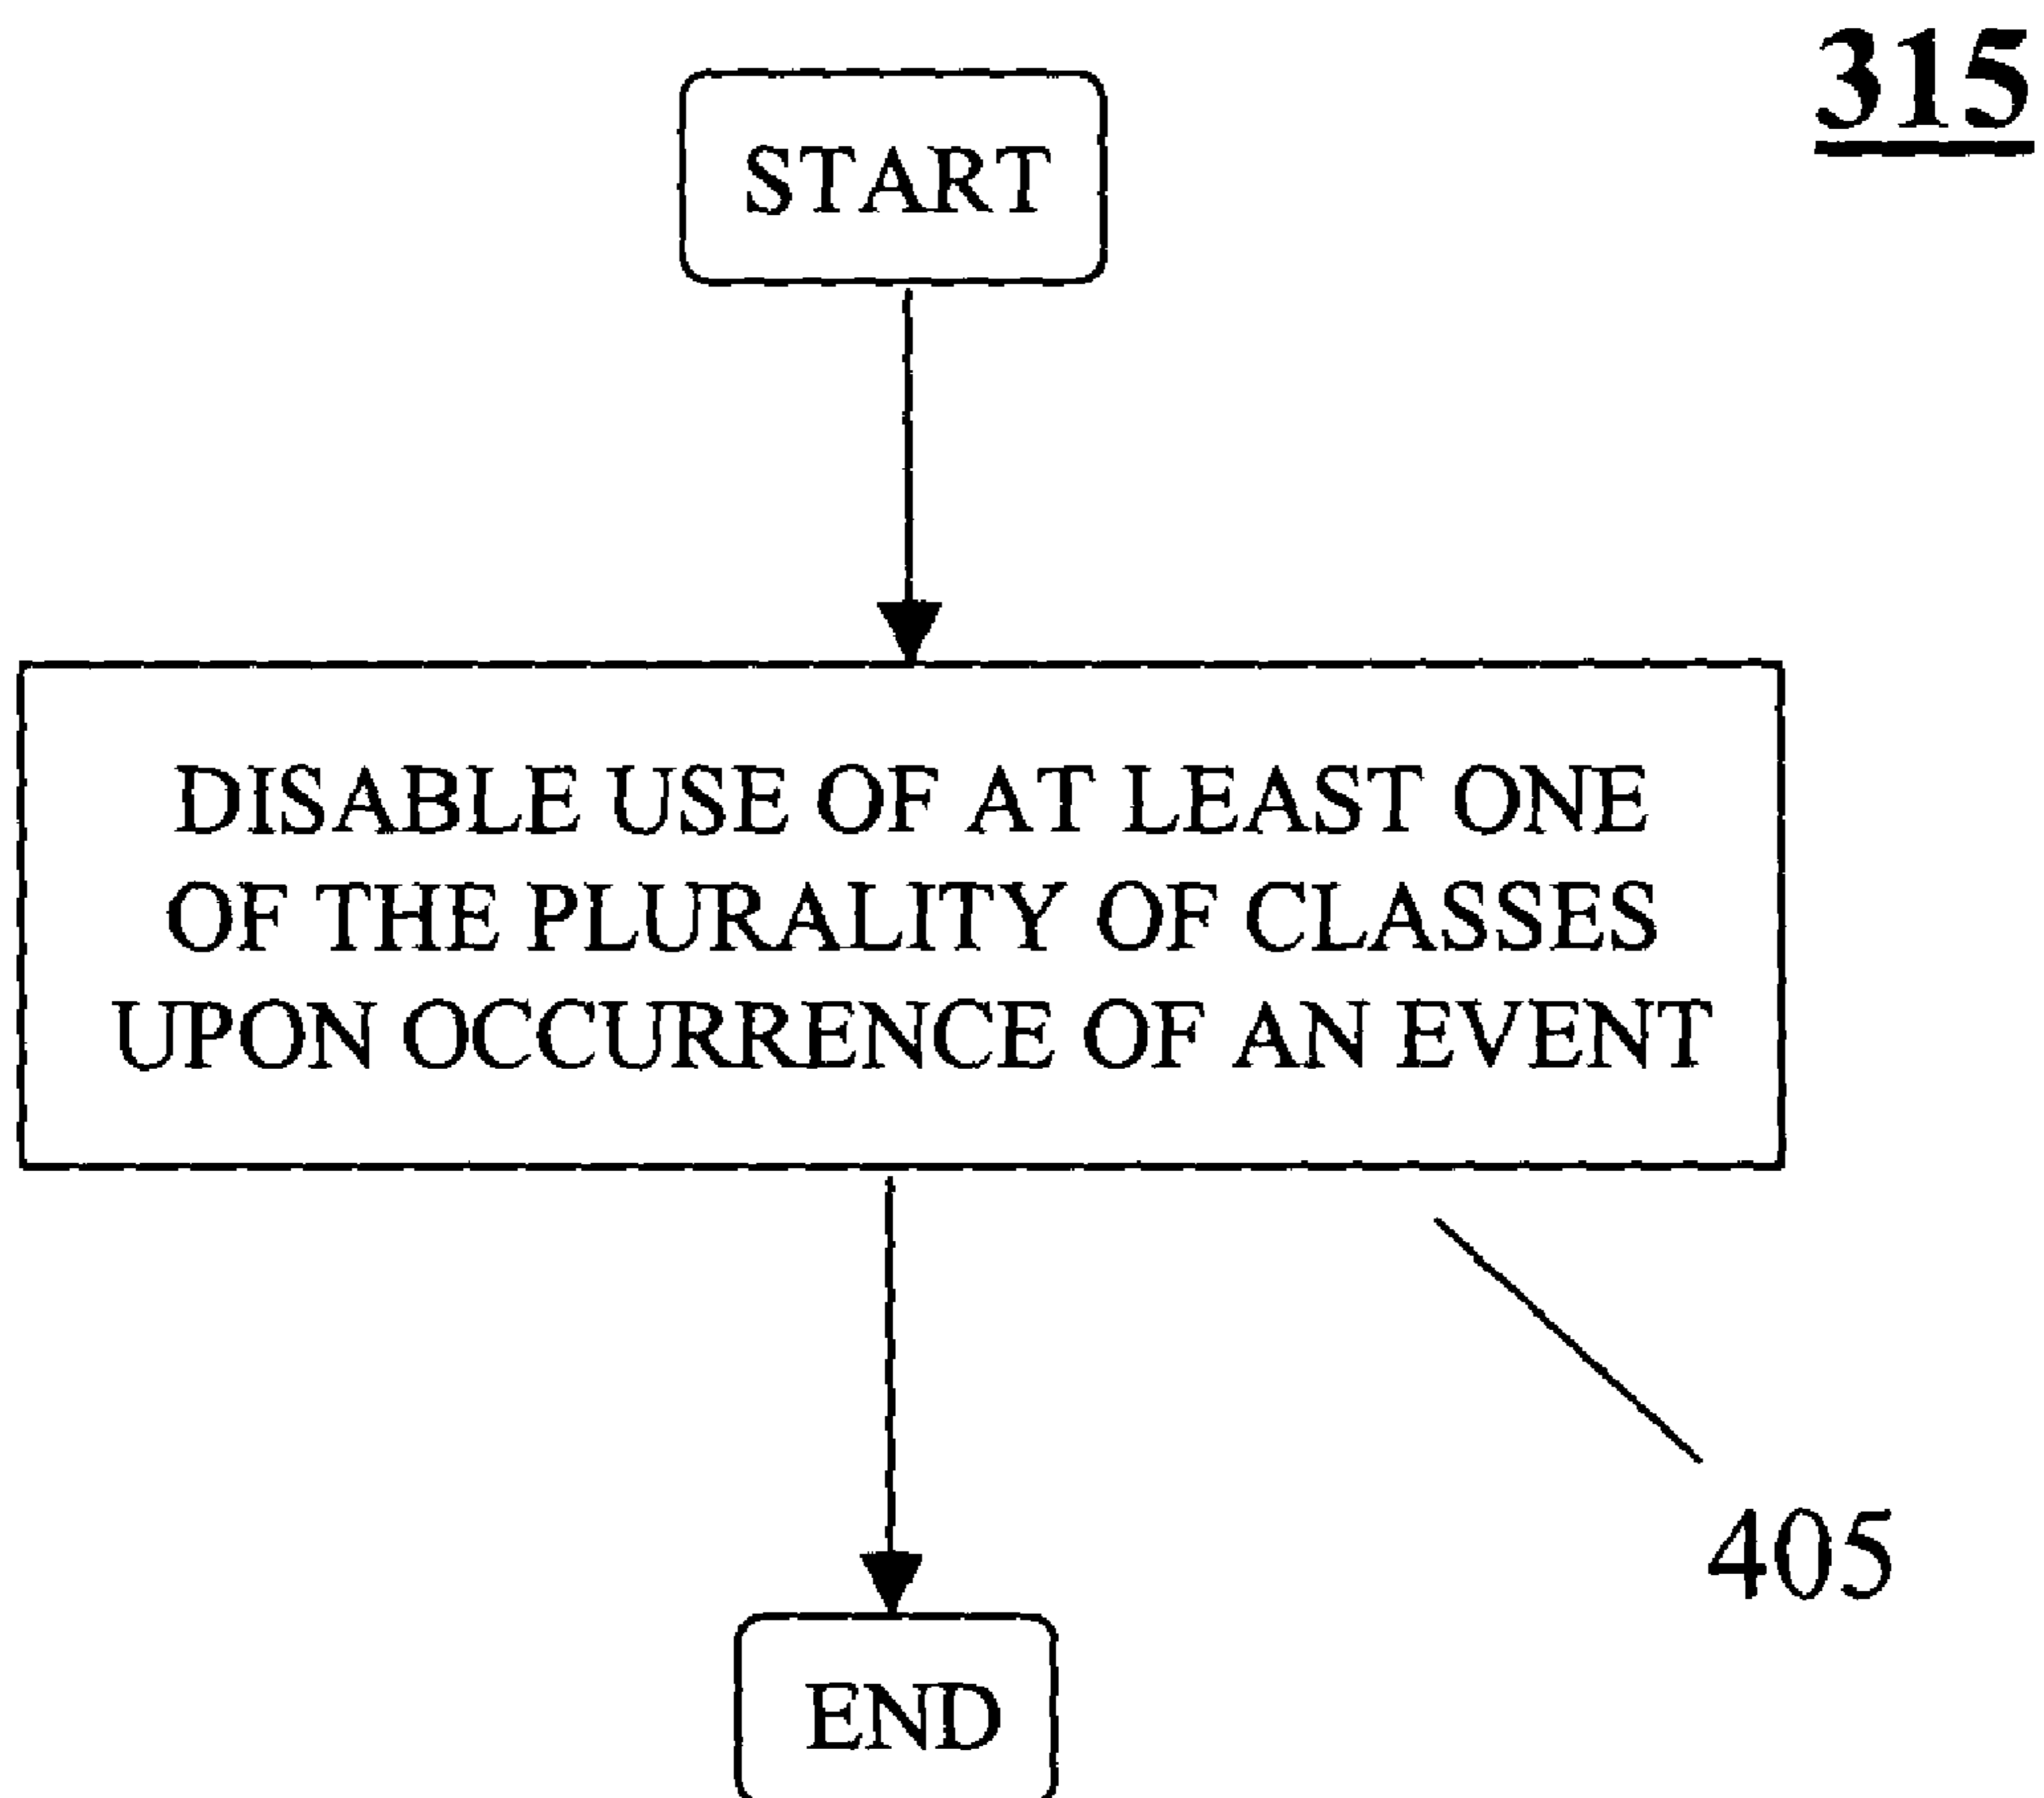 315
START
DISABLE USE OF AT LEAST ONE
OF THE PLURALITY OF CLASSES
UPON OCCURRENCE OF AN EVENT
405
END